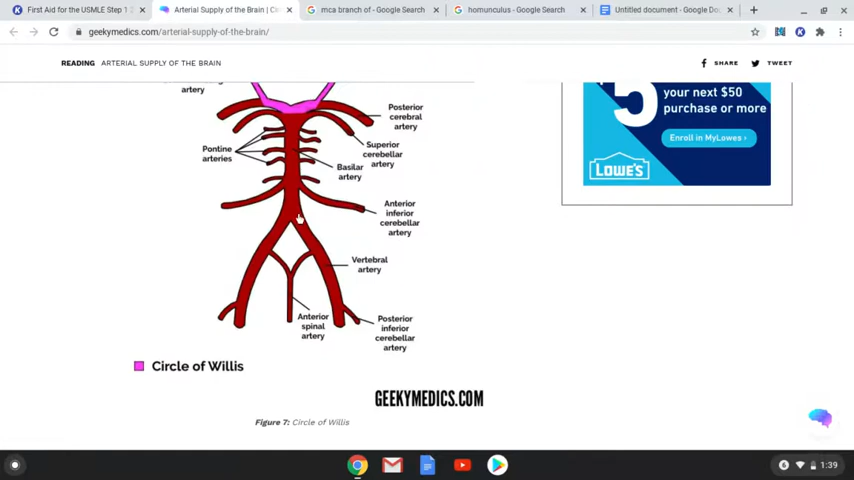 First Aid for the USMLE Step 1
Arterial Supply of the Brain | Ci
mca branch of - Google Search
homunculus - Google Search
Untitled document - Google Do
geekymedics.com/arterial-supply-of-the-brain/
READING ARTERIAL SUPPLY OF THE BRAIN
SHARE
TWEET
artery
Posterior
cerebral
artery
Pontine
arteries
Superior
cerebellar
artery
Basilar
artery
Anterior
inferior
cerebellar
artery
Vertebral
artery
Anterior
spinal
artery
Posterior
inferior
cerebellar
artery
Circle of Willis
GEEKYMEDICS.COM
Figure 7: Circle of Willis
$5
your next $50
purchase or more
Enroll in MyLowes ›
LOWE'S
6
1:39